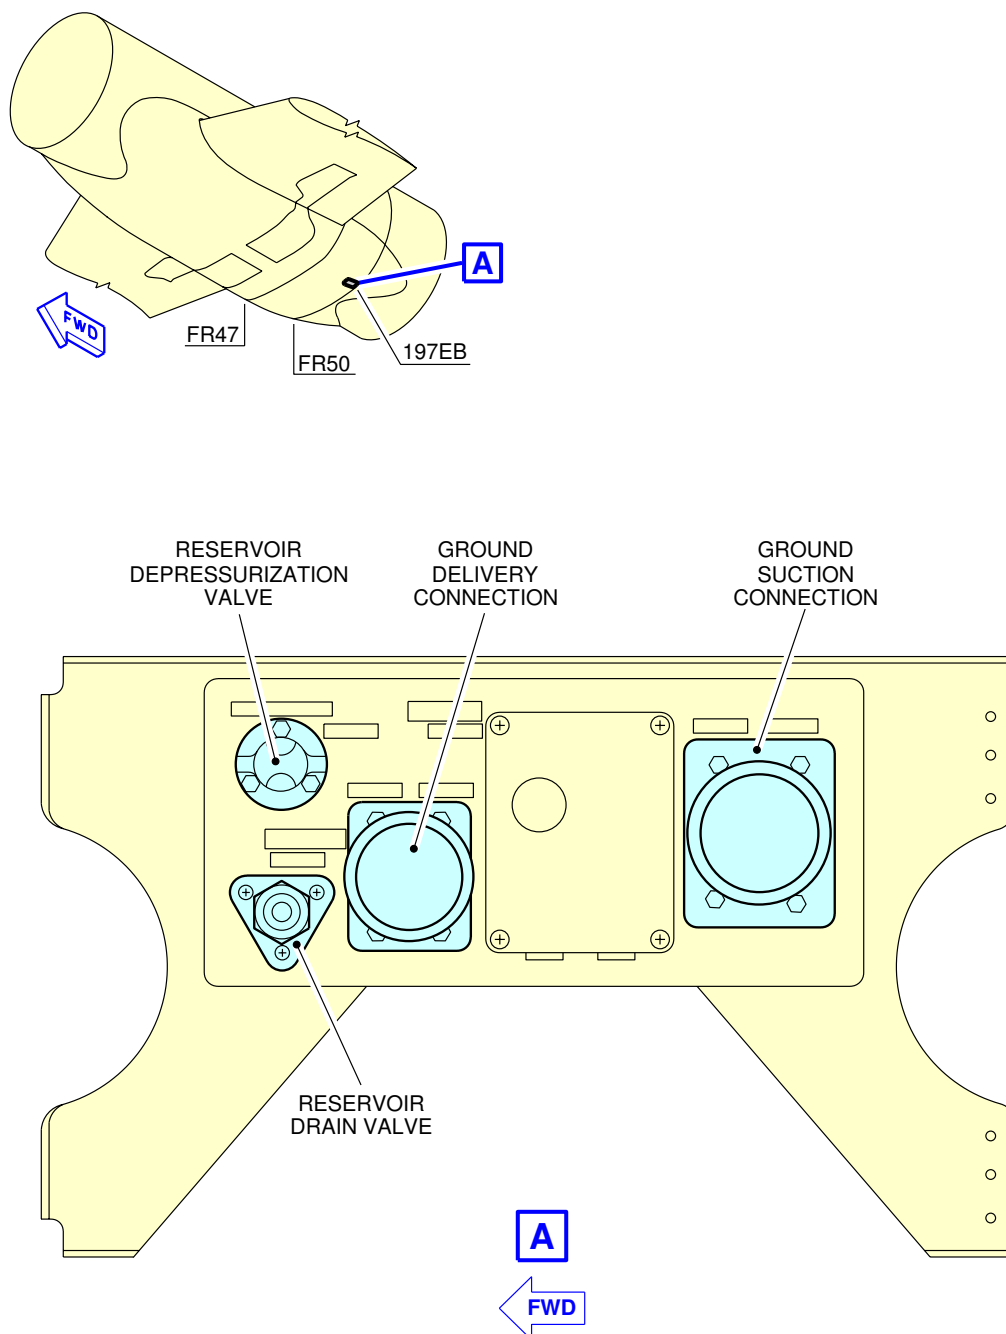 A
FWD
FR47
FR50
197EB
RESERVOIR
DEPRESSURIZATION
VALVE
GROUND
DELIVERY
CONNECTION
GROUND
SUCTION
CONNECTION
RESERVOIR
DRAIN VALVE
A
FWD